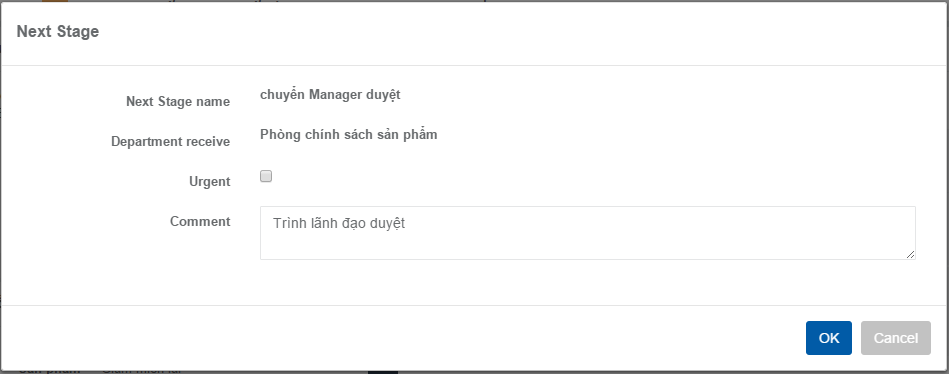 Next Stage
Next Stage name chuyển Manager duyệt
Department receive Phòng chính sách sản phẩm
Urgent
Comment Trình lãnh đạo duyệt
OK Cancel